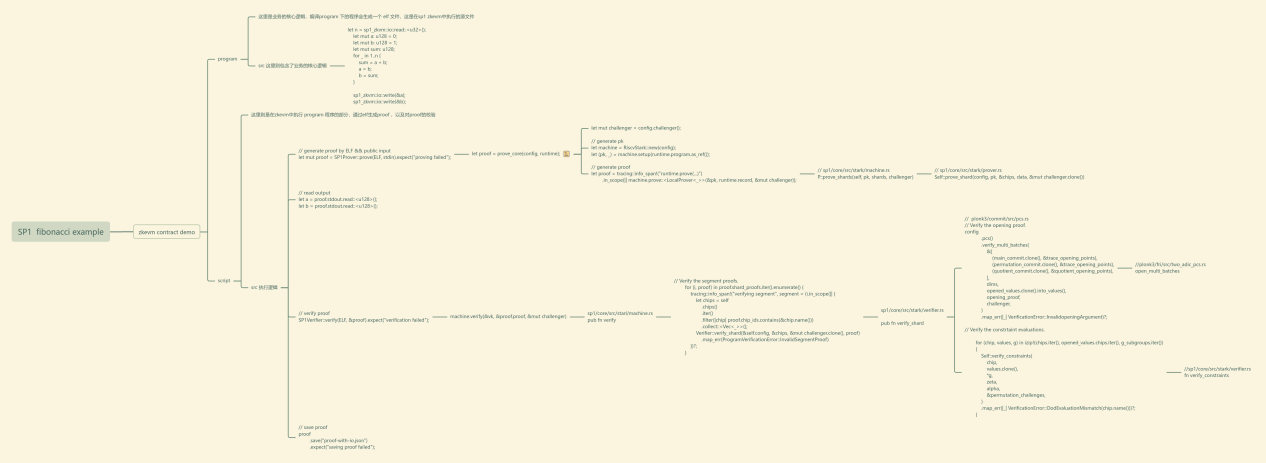 SP1 fibonacci example
zkevm contract demo
program
这里是业务的核心逻辑，编译program 下的程序会生成一个 elf 文件，这是在sp1 zkevm中执行的源文件
src 这里则包含了业务的核心逻辑
let n = sp1_zkvm::io::read::<u32>();
let mut a: u128 = 0;
let mut b: u128 = 1;
let mut sum: u128;
for _ in 1..n {
sum = a + b;
a = b;
b = sum;
}
sp1_zkvm::io::write(&a);
sp1_zkvm::io::write(&b);
script
这里则是在zkevm中执行 program 程序的部分，通过elf生成proof，以及对proof的校验
src 执行逻辑
// generate proof by ELF && public input
let mut proof = SP1Prover::prove(ELF, stdin).expect("proving failed");
let proof = prove_core(config, runtime);
let mut challenger = config.challenger();
// generate pk
let machine = RiscvStark::new(config);
let (pk, _) = machine.setup(runtime.program.as_ref());
// generate proof
let proof = tracing::info_span!("runtime.prove(...)")
.in_scope(|| machine.prove::<LocalProver<_>>(&pk, runtime.record, &mut challenger));
// sp1/core/src/stark/machine.rs
P::prove_shards(self, pk, shards, challenger)
// sp1/core/src/stark/prover.rs
Self::prove_shard(config, pk, &chips, data, &mut challenger.clone())
// read output
let a = proof.stdout.read::<u128>();
let b = proof.stdout.read::<u128>();
// verify proof
SP1Verifier::verify(ELF, &proof).expect("verification failed");
machine.verify(&vk, &proof.proof, &mut challenger)
sp1/core/src/starl/machine.rs
pub fn verify
// Verify the segment proofs.
for (i, proof) in proof.shard_proofs.iter().enumerate() {
tracing::info_span!("verifying segment", segment = i).in_scope(|| {
let chips = self
.chips()
.iter()
.filter(|chip| proof.chip_ids.contains(&chip.name()))
.collect::<Vec<_>>();
Verifier::verify_shard(&self.config, &chips, &mut challenger.clone(), proof)
.map_err(ProgramVerificationError::InvalidSegmentProof)
})?;
}
sp1/core/src/stark/verifier.rs
pub fn verify_shard
// plonki3/commit/src/pcs.rs
// Verify the opening proof.
config
.pcs()
.verify_multi_batches(
&[
(main_commit.clone(), &trace_opening_points),
(permutation_commit.clone(), &trace_opening_points),
(quotient_commit.clone(), &quotient_opening_points),
],
dims,
opened_values.clone().into_values(),
opening_proof,
challenger,
)
.map_err(|_| VerificationError::InvalidopeningArgument)?;
//plonki3/fri/src/two_adic_pcs.rs
open_multi_batches
// Verify the constrtaint evaluations.
for (chip, values, g) in izip!(chips.iter(), opened_values.chips.iter(), g_subgroups.iter())
{
Self::verify_constraints(
chip,
values.clone(),
*g,
zeta,
alpha,
&permutation_challenges,
)
.map_err(|_| VerificationError::OodEvaluationMismatch(chip.name()))?;
}
//sp1/core/src/stark/verifier.rs
fn verify_constraints
// save proof
proof
.save("proof-with-io.json")
.expect("saving proof failed");